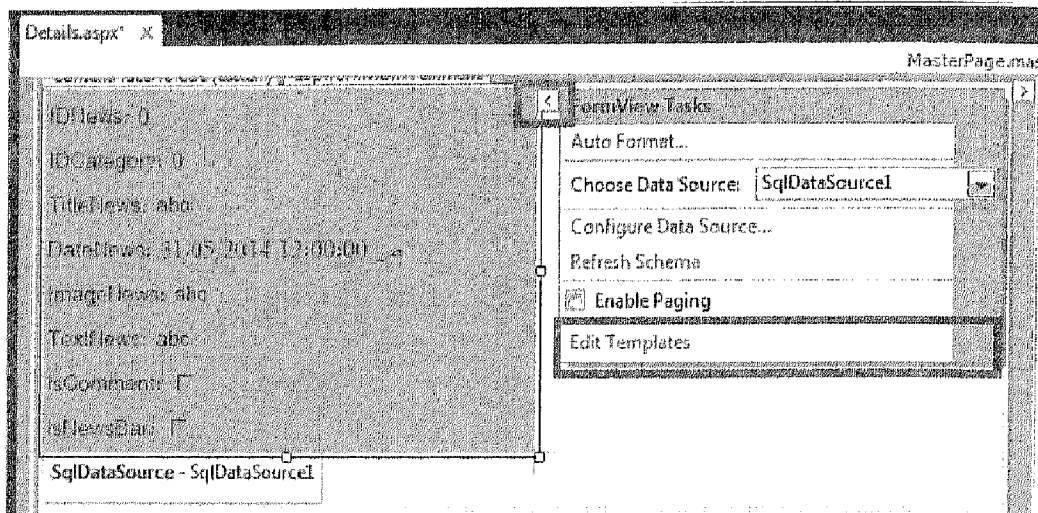 Details.aspx* X
MasterPage.mas
IDNews: 0
IDCategory: 0
TitleNews: abc
DateNews: 31.05.2014 12:00:00
ImageNews: abc
TextNews: abc
IsComment:
SqlDataSource - SqlDataSource1
FormView Tasks
Auto Format...
Choose Data Source: SqlDataSource1
Configure Data Source...
Refresh Schema
Enable Paging
Edit Templates